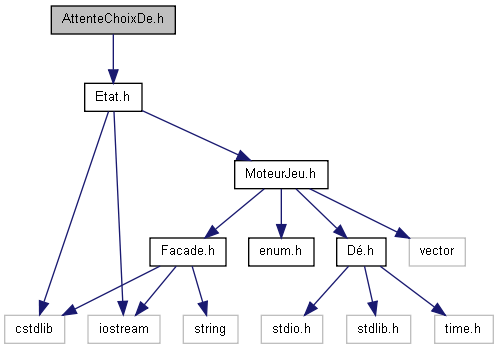 AttenteChoixDe.h
Etat.h
MoteurJeu.h
Facade.h
enum.h
Dé.h
vector
cstdlib
iostream
string
stdio.h
stdlib.h
time.h